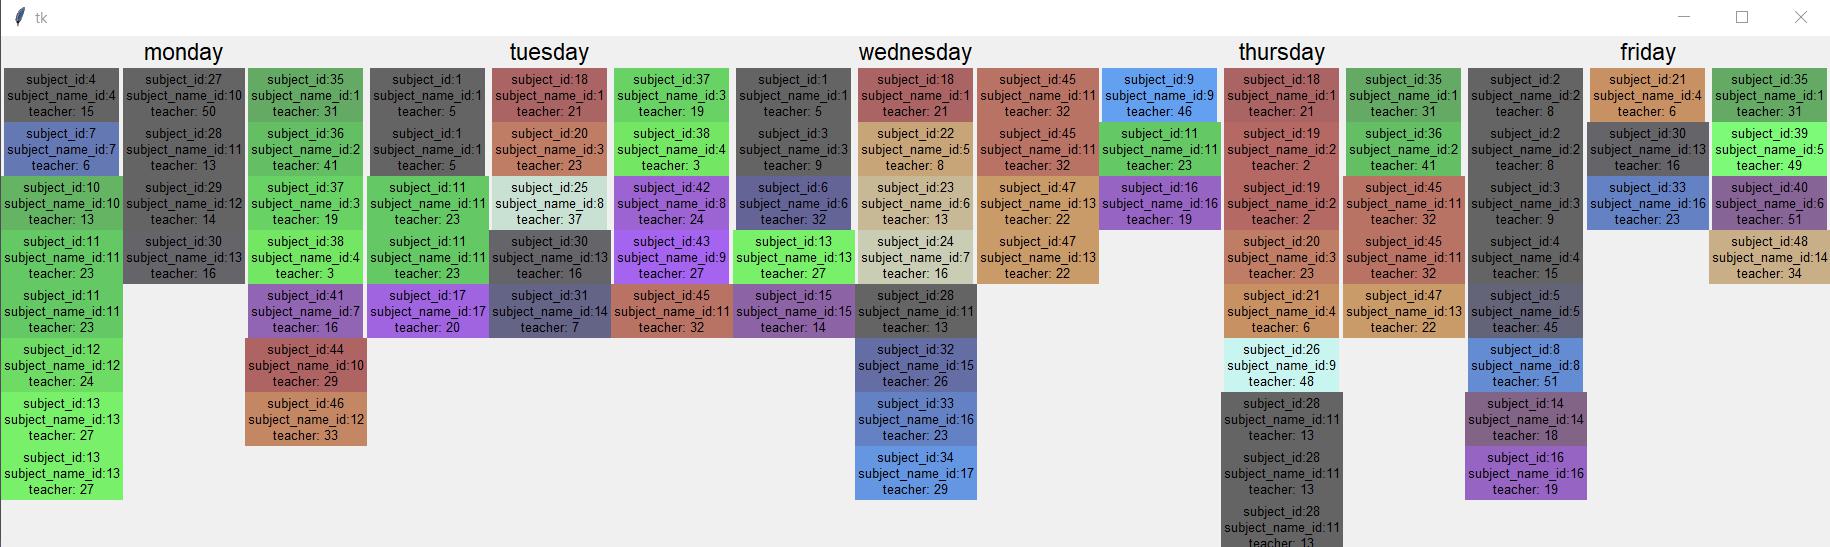 tk
monday
tuesday
wednesday
thursday
friday
subject_id:4
subject_name_id:4
teacher: 15
subject_id:7
subject_name_id:7
teacher: 6
subject_id:10
subject_name_id:10
teacher: 13
subject_id:11
subject_name_id:11
teacher: 23
subject_id:11
subject_name_id:11
teacher: 23
subject_id:12
subject_name_id:12
teacher: 24
subject_id:13
subject_name_id:13
teacher: 27
subject_id:13
subject_name_id:13
teacher: 27
subject_id:27
subject_name_id:10
teacher: 50
subject_id:28
subject_name_id:11
teacher: 13
subject_id:29
subject_name_id:12
teacher: 14
subject_id:30
subject_name_id:13
teacher: 16
subject_id:35
subject_name_id:1
teacher: 31
subject_id:36
subject_name_id:2
teacher: 41
subject_id:37
subject_name_id:3
teacher: 19
subject_id:38
subject_name_id:4
teacher: 3
subject_id:41
subject_name_id:7
teacher: 16
subject_id:44
subject_name_id:10
teacher: 29
subject_id:46
subject_name_id:12
teacher: 33
subject_id:1
subject_name_id:1
teacher: 5
subject_id:1
subject_name_id:1
teacher: 5
subject_id:11
subject_name_id:11
teacher: 23
subject_id:11
subject_name_id:11
teacher: 23
subject_id:17
subject_name_id:17
teacher: 20
subject_id:18
subject_name_id:1
teacher: 21
subject_id:20
subject_name_id:3
teacher: 23
subject_id:25
subject_name_id:8
teacher: 37
subject_id:30
subject_name_id:13
teacher: 16
subject_id:31
subject_name_id:14
teacher: 7
subject_id:37
subject_name_id:3
teacher: 19
subject_id:38
subject_name_id:4
teacher: 3
subject_id:42
subject_name_id:8
teacher: 24
subject_id:43
subject_name_id:9
teacher: 27
subject_id:45
subject_name_id:11
teacher: 32
subject_id:1
subject_name_id:1
teacher: 5
subject_id:3
subject_name_id:3
teacher: 9
subject_id:6
subject_name_id:6
teacher: 32
subject_id:13
subject_name_id:13
teacher: 27
subject_id:15
subject_name_id:15
teacher: 14
subject_id:18
subject_name_id:1
teacher: 21
subject_id:22
subject_name_id:5
teacher: 8
subject_id:23
subject_name_id:6
teacher: 13
subject_id:24
subject_name_id:7
teacher: 16
subject_id:28
subject_name_id:11
teacher: 13
subject_id:32
subject_name_id:15
teacher: 26
subject_id:33
subject_name_id:16
teacher: 23
subject_id:34
subject_name_id:17
teacher: 29
subject_id:45
subject_name_id:11
teacher: 32
subject_id:45
subject_name_id:11
teacher: 32
subject_id:47
subject_name_id:13
teacher: 22
subject_id:47
subject_name_id:13
teacher: 22
subject_id:9
subject_name_id:9
teacher: 46
subject_id:11
subject_name_id:11
teacher: 23
subject_id:16
subject_name_id:16
teacher: 19
subject_id:18
subject_name_id:1
teacher: 21
subject_id:19
subject_name_id:2
teacher: 2
subject_id:19
subject_name_id:2
teacher: 2
subject_id:20
subject_name_id:3
teacher: 23
subject_id:21
subject_name_id:4
teacher: 6
subject_id:26
subject_name_id:9
teacher: 48
subject_id:28
subject_name_id:11
teacher: 13
subject_id:28
subject_name_id:11
teacher: 13
subject_id:28
subject_name_id:11
teacher: 13
subject_id:35
subject_name_id:1
teacher: 31
subject_id:36
subject_name_id:2
teacher: 41
subject_id:45
subject_name_id:11
teacher: 32
subject_id:45
subject_name_id:11
teacher: 32
subject_id:47
subject_name_id:13
teacher: 22
subject_id:2
subject_name_id:2
teacher: 8
subject_id:2
subject_name_id:2
teacher: 8
subject_id:3
subject_name_id:3
teacher: 9
subject_id:4
subject_name_id:4
teacher: 15
subject_id:5
subject_name_id:5
teacher: 45
subject_id:8
subject_name_id:8
teacher: 51
subject_id:14
subject_name_id:14
teacher: 18
subject_id:16
subject_name_id:16
teacher: 19
subject_id:21
subject_name_id:4
teacher: 6
subject_id:30
subject_name_id:13
teacher: 16
subject_id:33
subject_name_id:16
teacher: 23
subject_id:35
subject_name_id:1
teacher: 31
subject_id:39
subject_name_id:5
teacher: 49
subject_id:40
subject_name_id:6
teacher: 51
subject_id:48
subject_name_id:14
teacher: 34